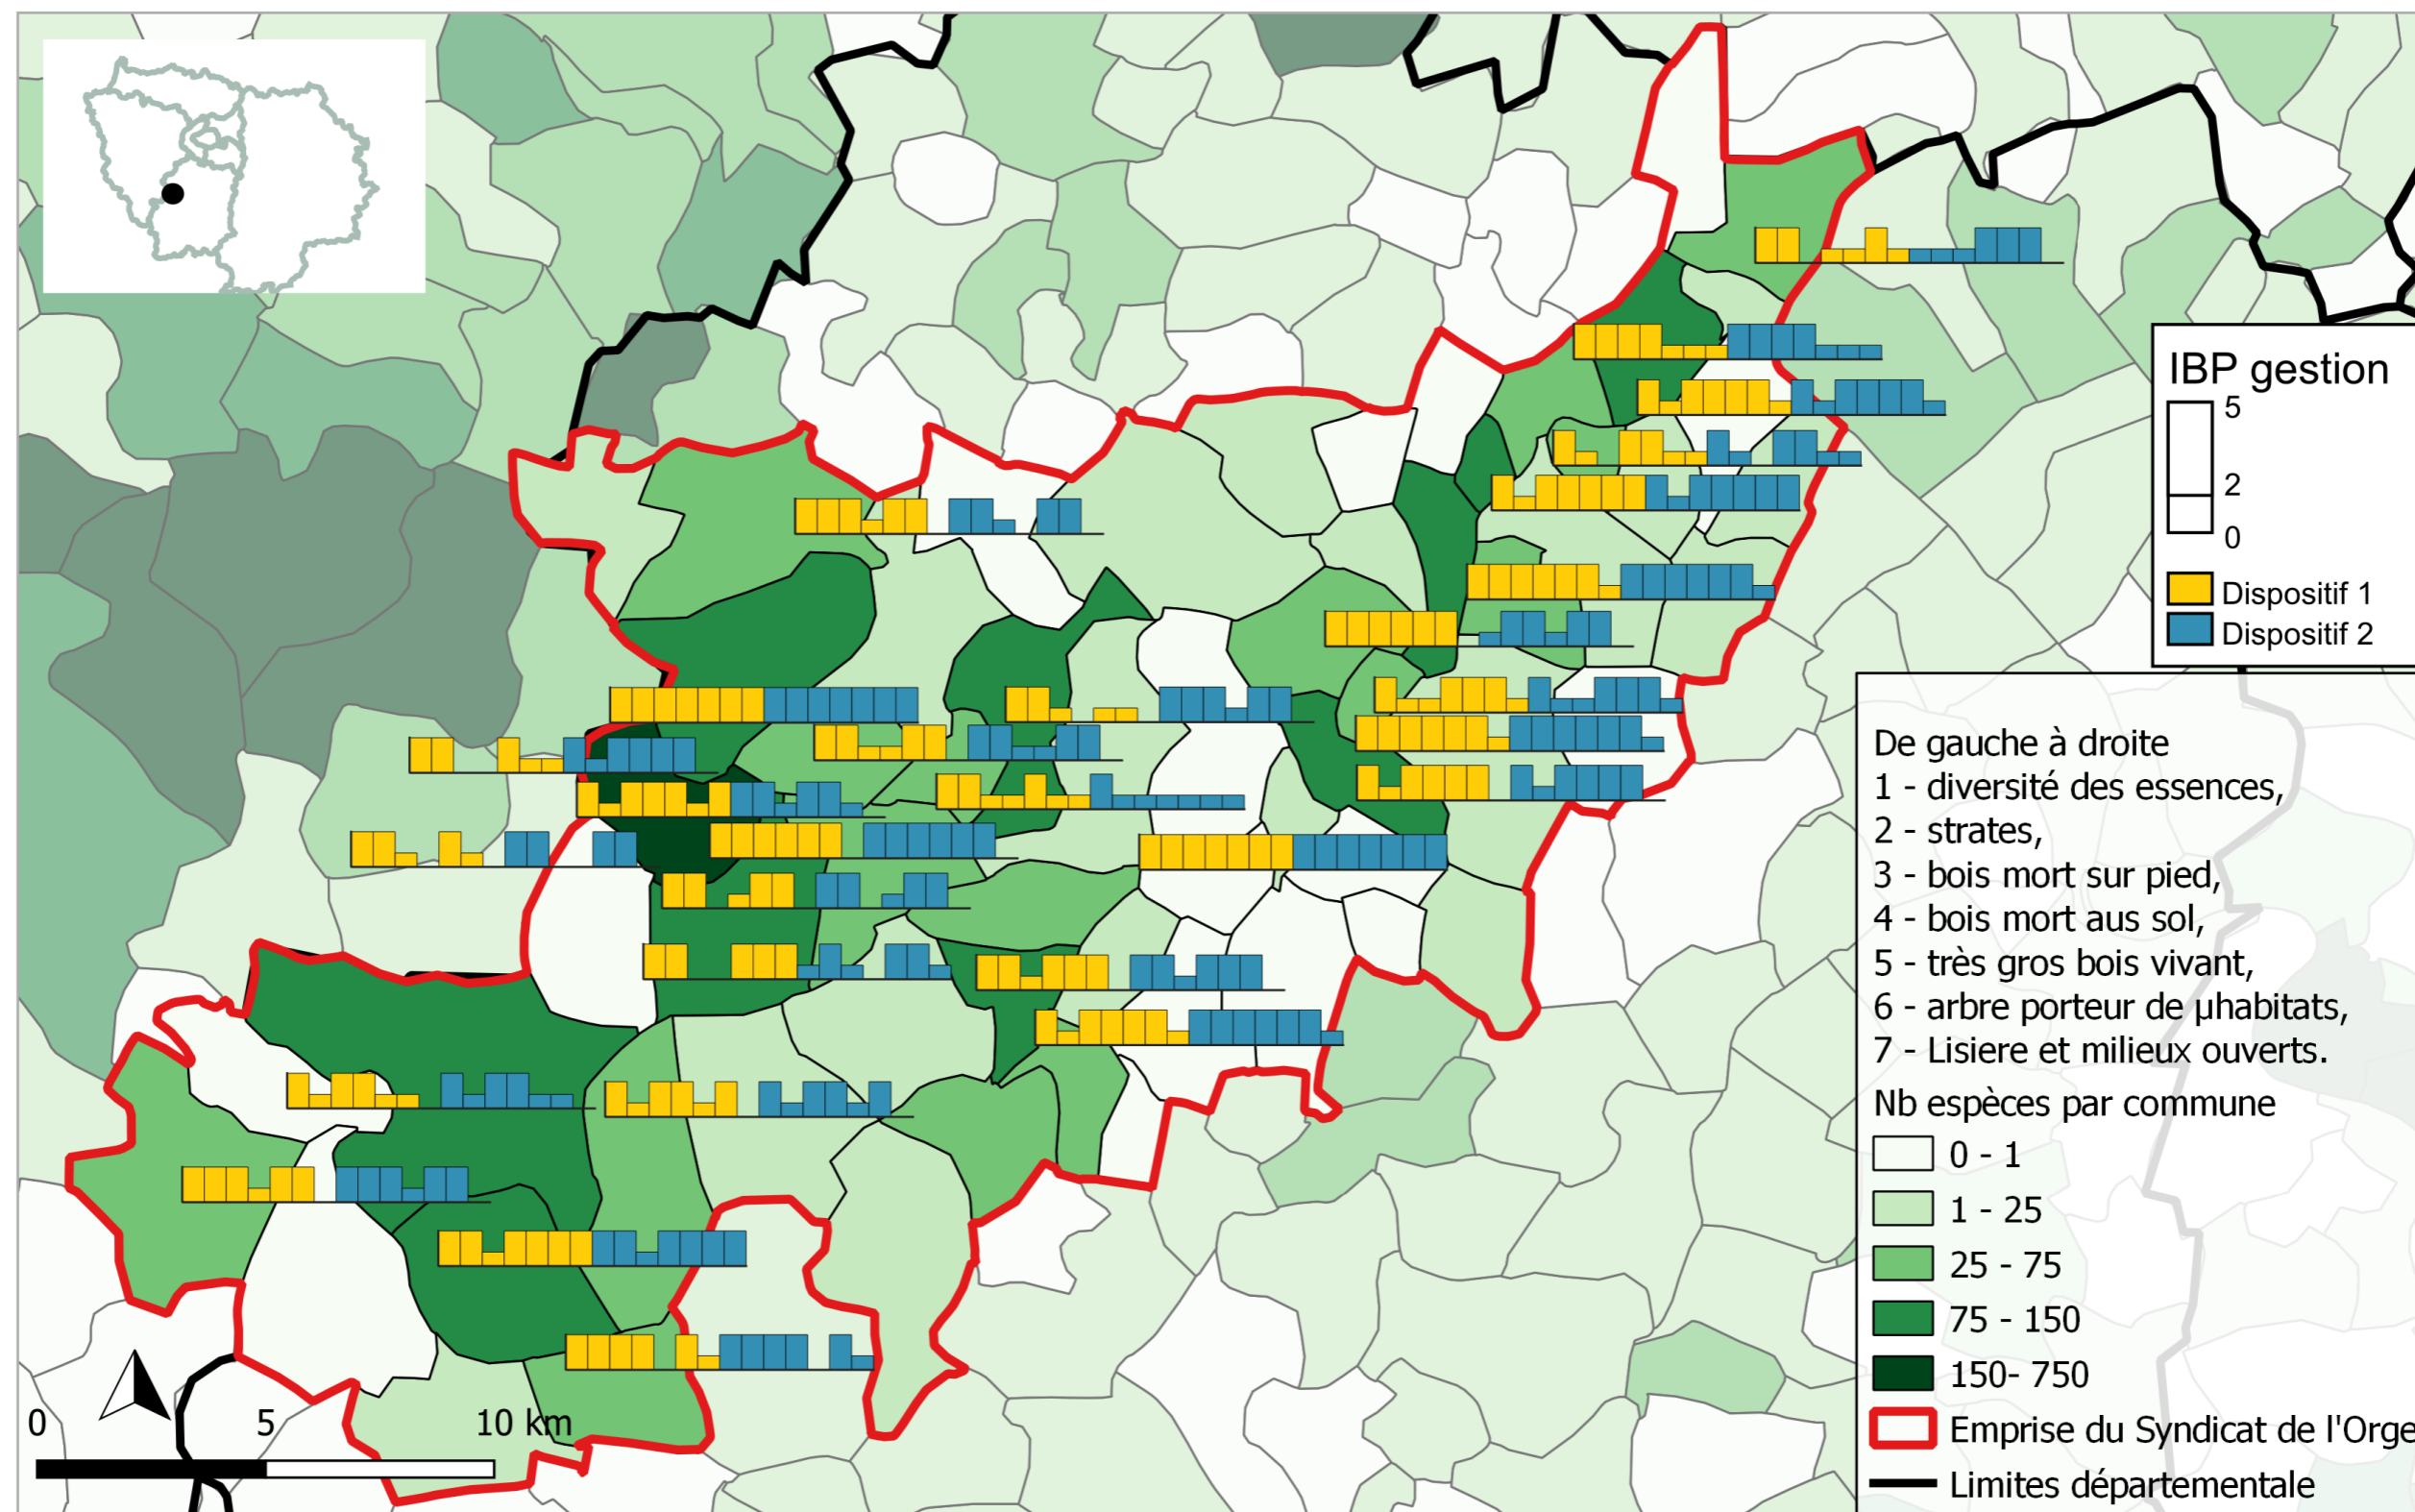 IBP gestion
5
2
0
Dispositif 1
Dispositif 2
De gauche à droite
1 - diversité des essences,
2 - strates,
3 - bois mort sur pied,
4 - bois mort aus sol,
5 - très gros bois vivant,
6 - arbre porteur de µhabitats,
7 - Lisiere et milieux ouverts.
Nb espèces par commune
0 - 1
1 - 25
25 - 75
75 - 150
150- 750
Emprise du Syndicat de l'Orge
Limites départementale
0 5 10 km